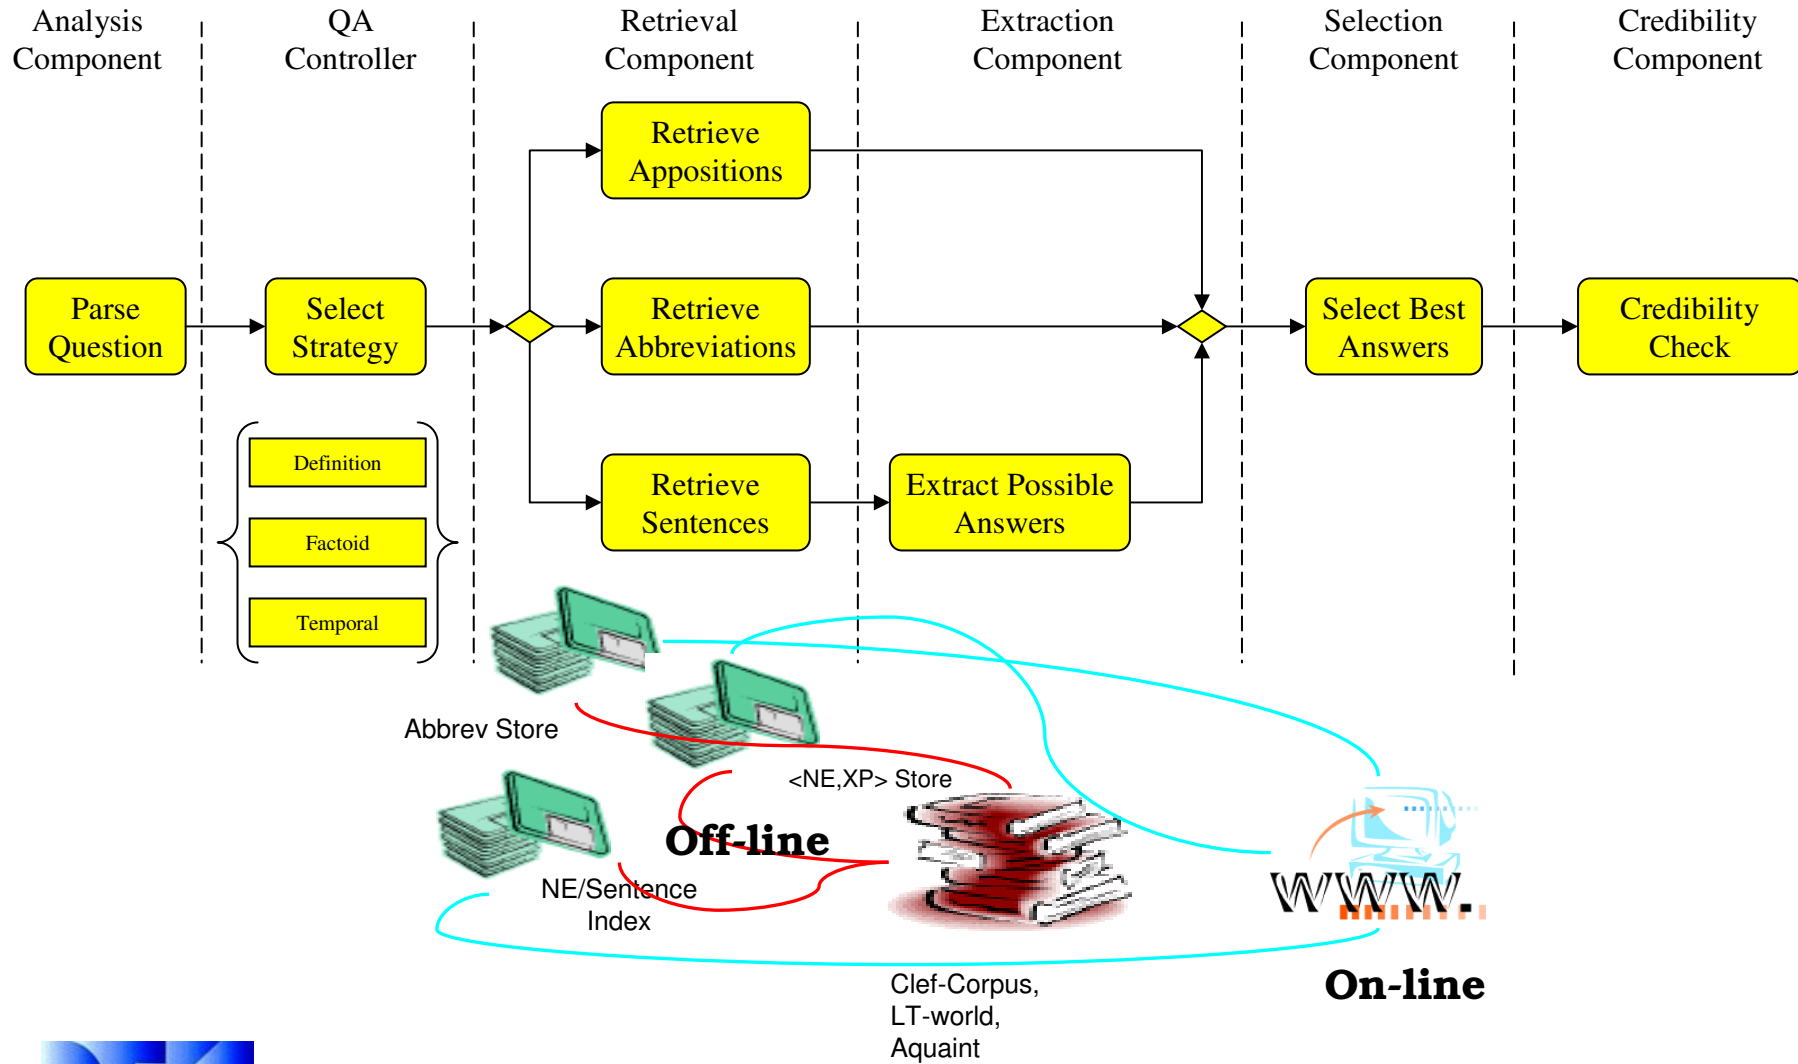 Analysis
Component
QA
Controller
Retrieval
Component
Extraction
Component
Selection
Component
Credibility
Component
Retrieve
Appositions
Parse
Question
Select
Strategy
Retrieve
Abbreviations
Select Best
Answers
Credibility
Check
Definition
Factoid
Temporal
Retrieve
Sentences
Extract Possible
Answers
Abbrev Store
<NE,XP> Store
Off-line
NE/Sentence
Index
WWW.
On-line
Clef-Corpus,
LT-world,
Aquaint